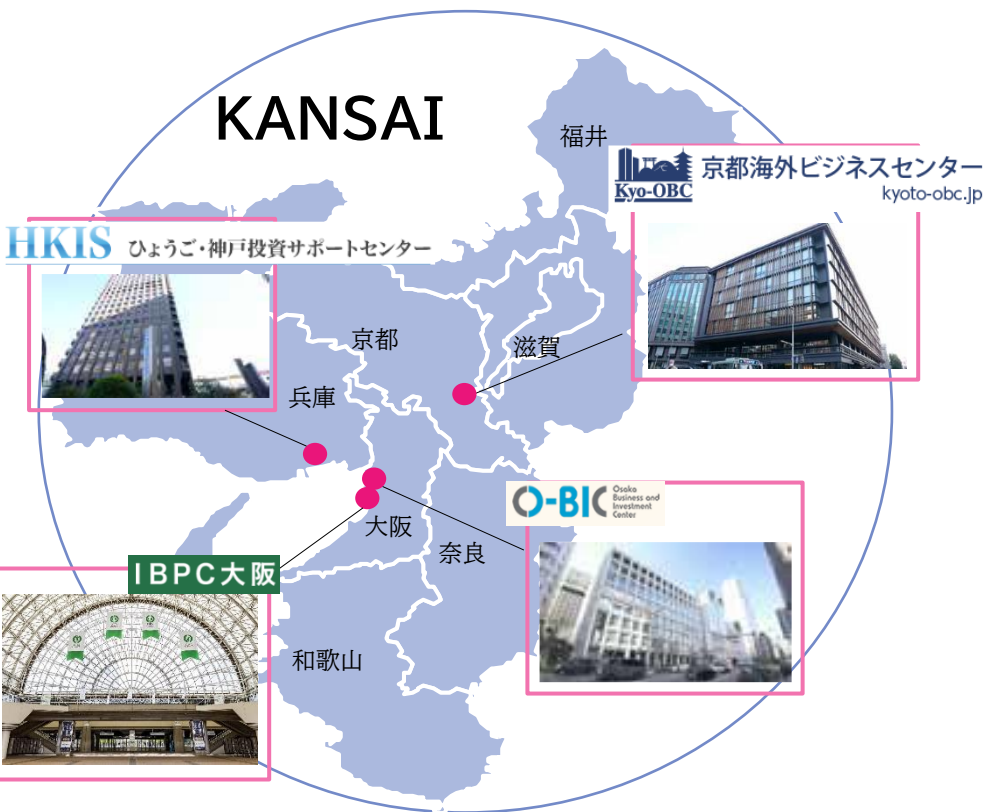 KANSAI
福井
Kyo-OBC
京都海外ビジネスセンター
kyoto-obc.jp
HKIS ひょうご・神戸投資サポートセンター
京都
滋賀
兵庫
O-BIC
Osaka
Business and
Investment
Center
大阪
奈良
IBPC大阪
和歌山